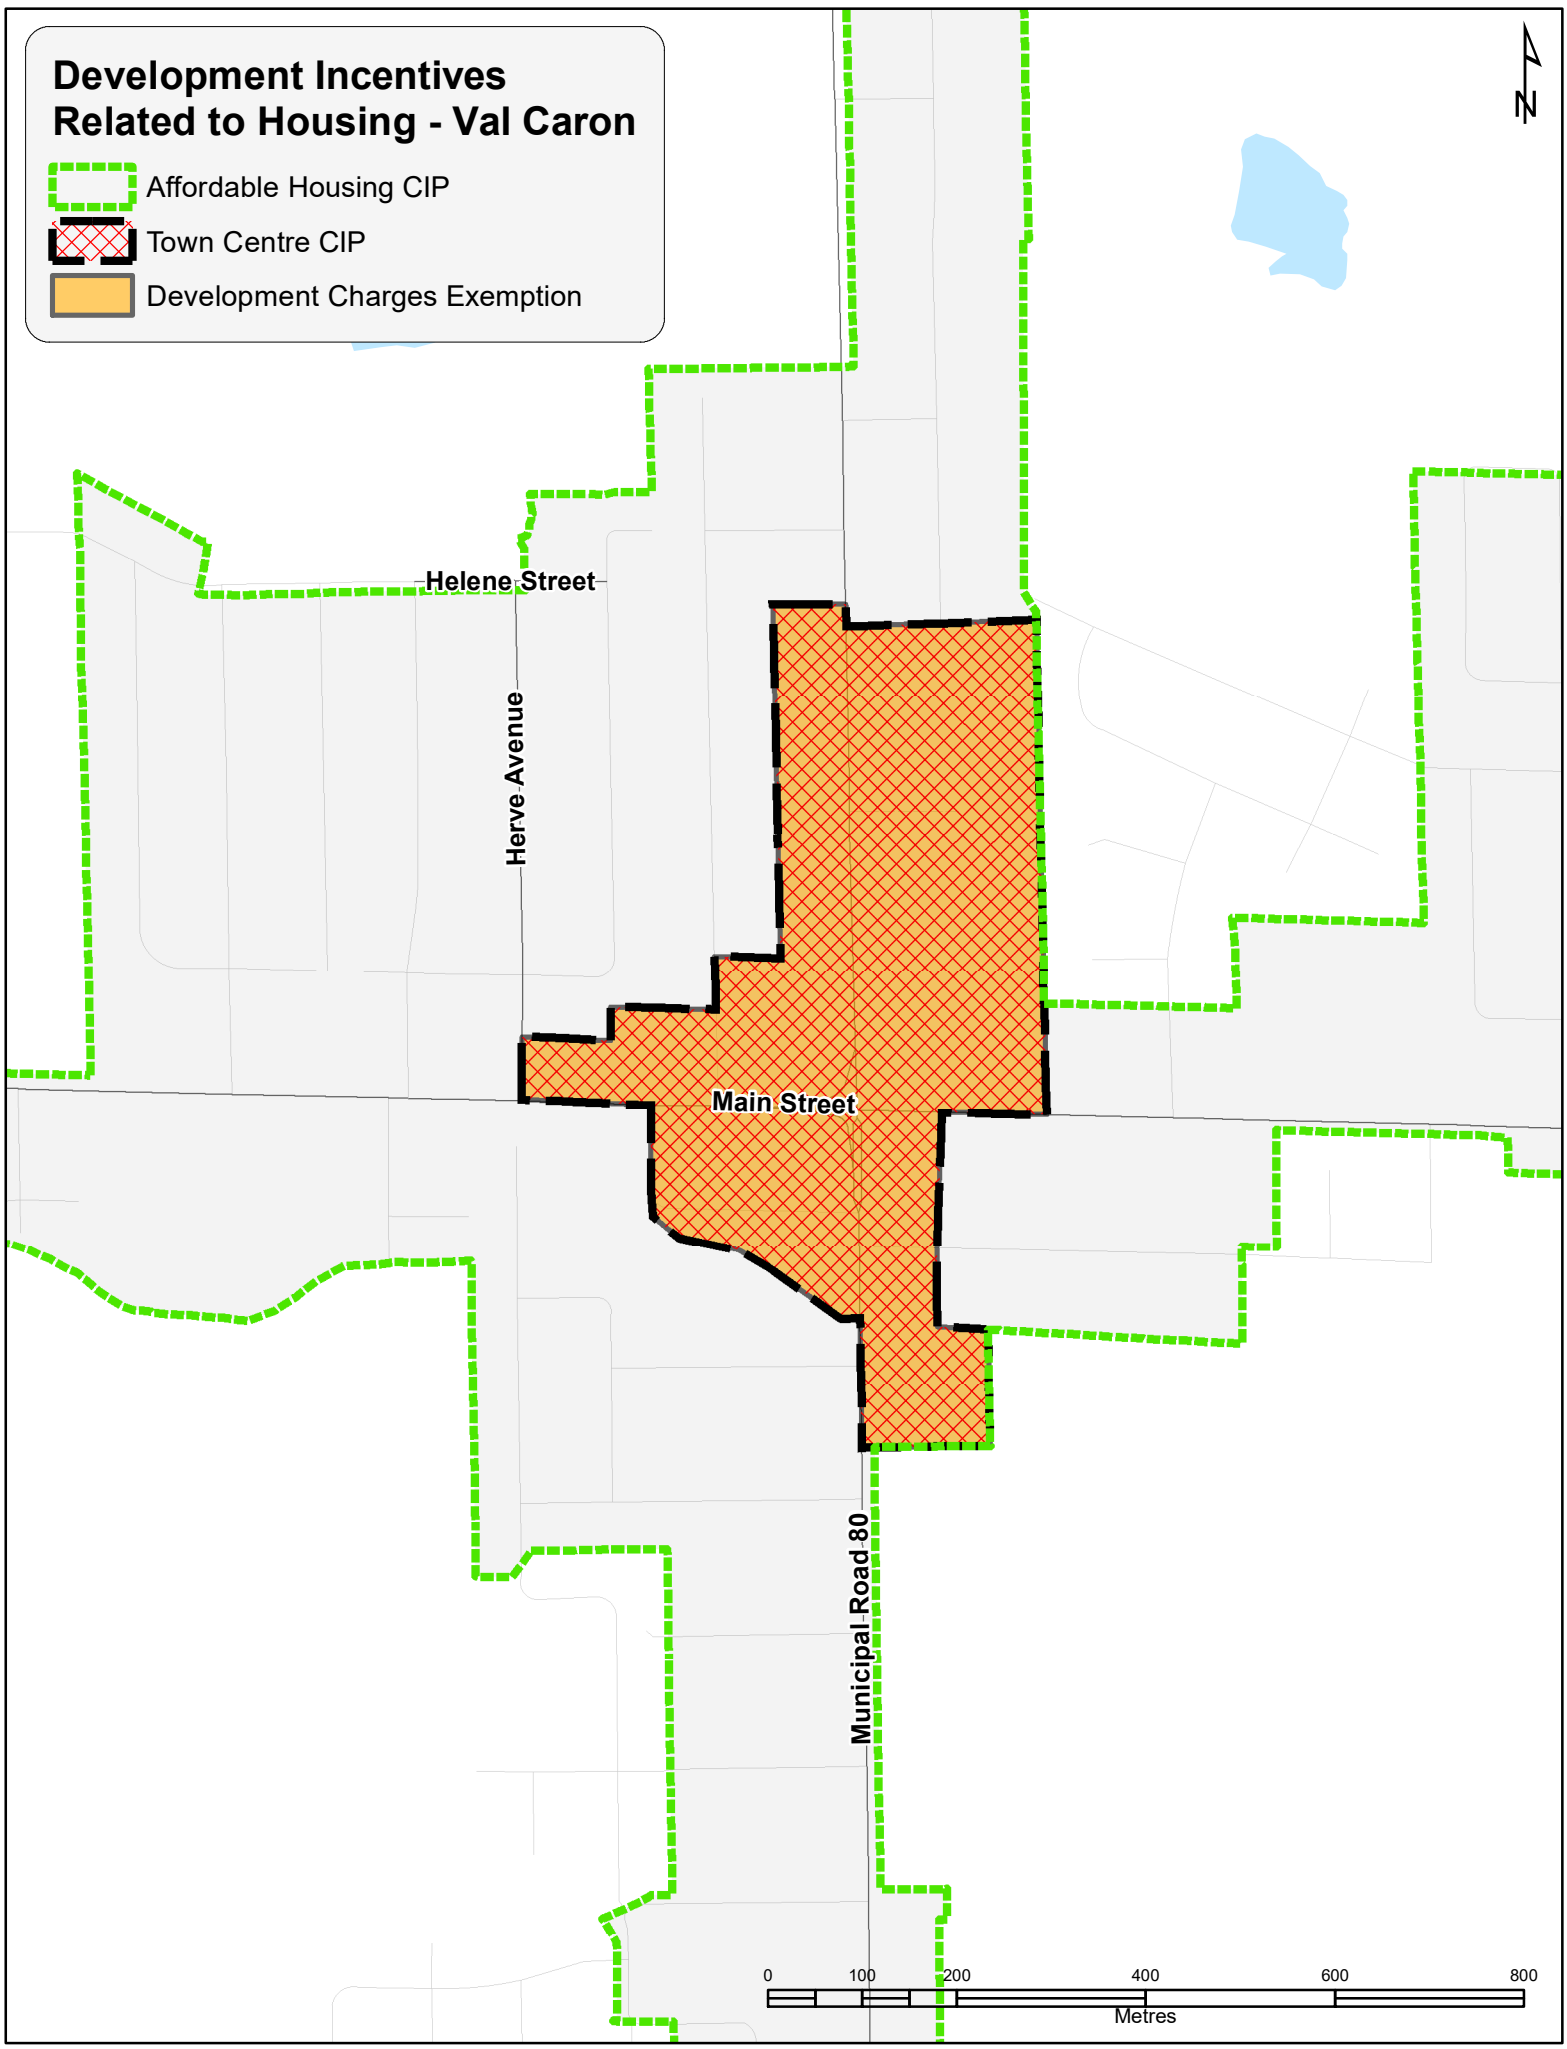 Development Incentives
Related to Housing - Val Caron
Affordable Housing CIP
Town Centre CIP
Development Charges Exemption
N
Helene Street
Herve Avenue
Main Street
Municipal Road 80
0 100 200 400 600 800
Metres